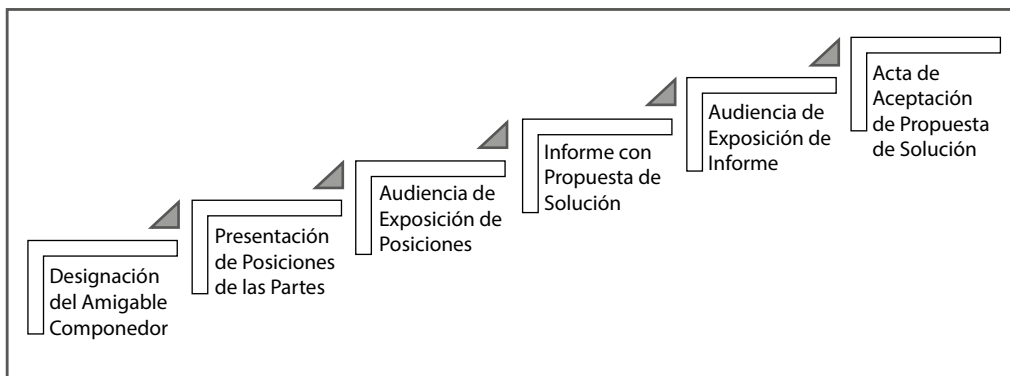 Designación
del Amigable
Componedor
Presentación
de Posiciones
de las Partes
Audiencia de
Exposición de
Posiciones
Informe con
Propuesta de
Solución
Audiencia de
Exposición de
Informe
Acta de
Aceptación
de Propuesta
de Solución